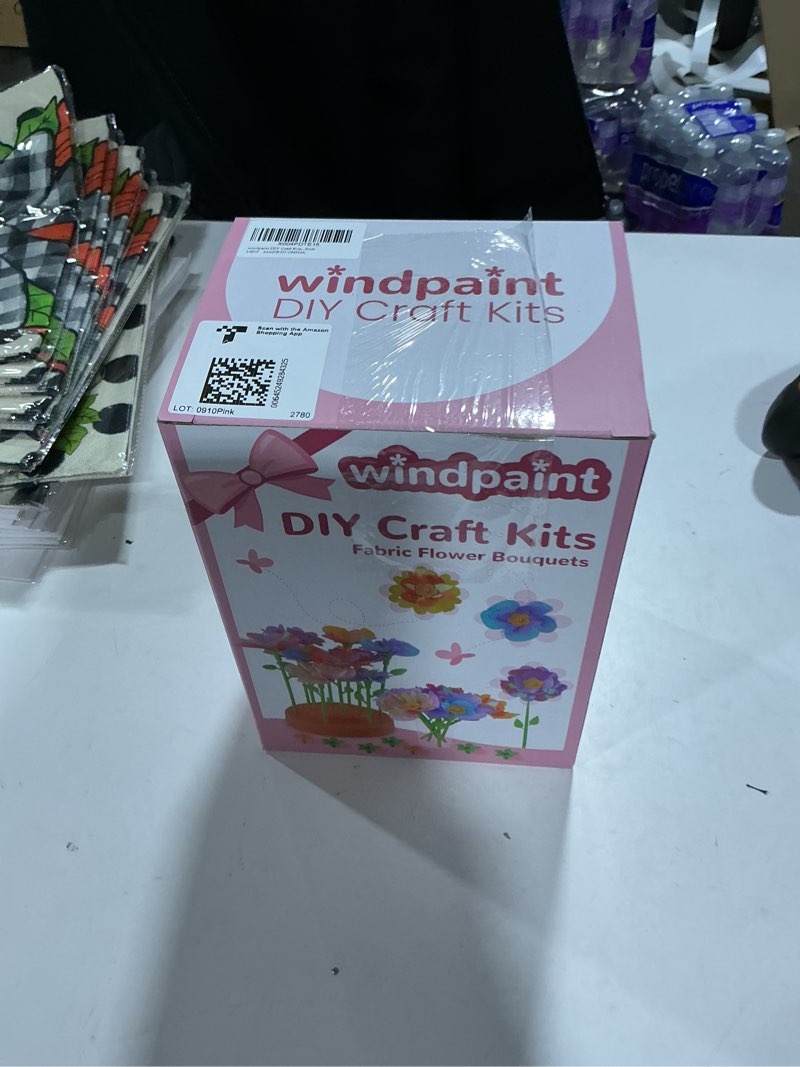 windpaint
DIY Craft Kits
Scan with the Amazon
Shopping App
LOT: 0910Pink
2780
windpaint
DIY Craft Kits
Fabric Flower Bouquets